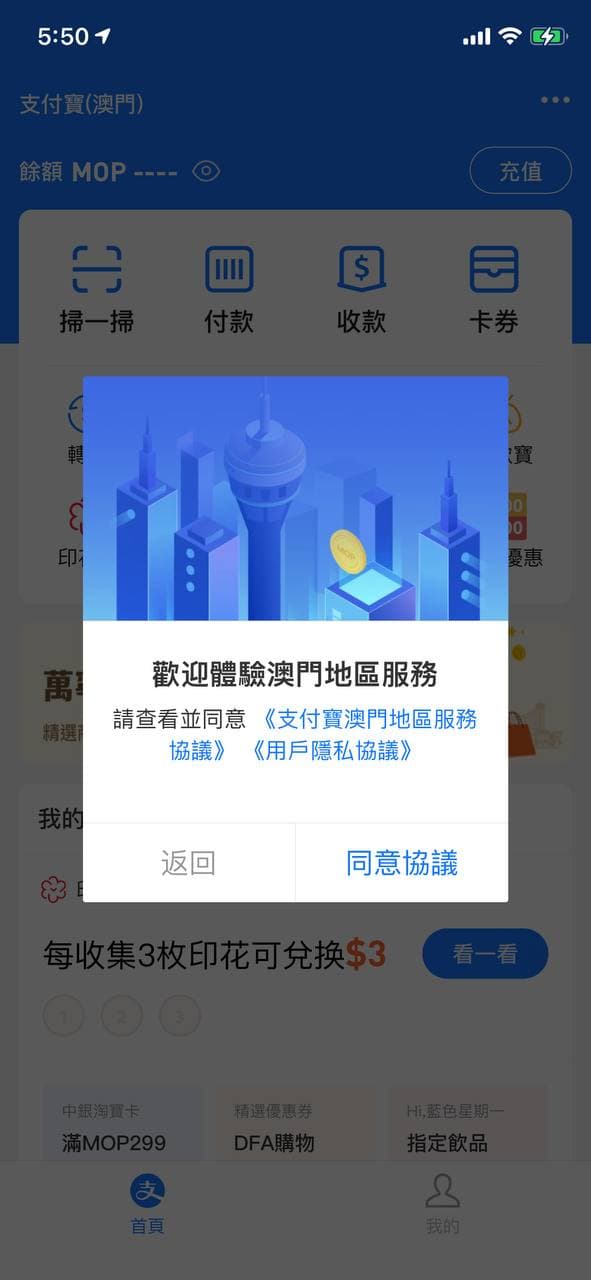 5:50
支付寶(澳門)
餘額 MOP ---- 充值
掃一掃 付款 收款 卡券
MOP
歡迎體驗澳門地區服務
請查看並同意 《支付寶澳門地區服務
協議》 《用戶隱私協議》
返回 同意協議
精選
我的
每收集3枚印花可兌換$3 看一看
1 2 3
中銀淘寶卡 精選優惠券 Hi,藍色星期一
滿MOP299 DFA購物 指定飲品
首頁 我的